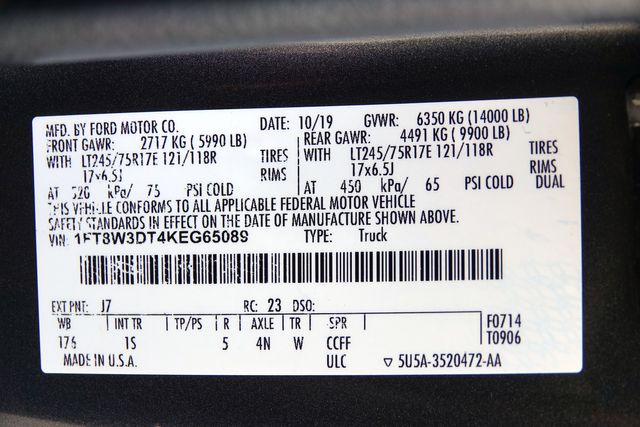 MFD. BY FORD MOTOR CO. DATE: 10/19 GVWR: 6350 KG (14000 LB)
FRONT GAWR: 2717 KG (5990 LB) REAR GAWR: 4491 KG (9900 LB)
WITH LT245/75R17E 121/118R TIRES WITH LT245/75R17E 121/118R TIRES
17x6.5J RIMS 17x6.5J RIMS
AT 520 kPa/ 75 PSI COLD AT 450 kPa/ 65 PSI COLD DUAL
THIS VEHICLE CONFORMS TO ALL APPLICABLE FEDERAL MOTOR VEHICLE
SAFETY STANDARDS IN EFFECT ON THE DATE OF MANUFACTURE SHOWN ABOVE.
VIN: 1FT8W3DT4KEG65089 TYPE: Truck
EXT PNT: J7 RC: 23 DSO:
WB INT TR TP/PS R AXLE TR SPR F0714
176 1S 5 4N W CCFF T0906
MADE IN U.S.A. ULC ▽ 5U5A-3520472-AA